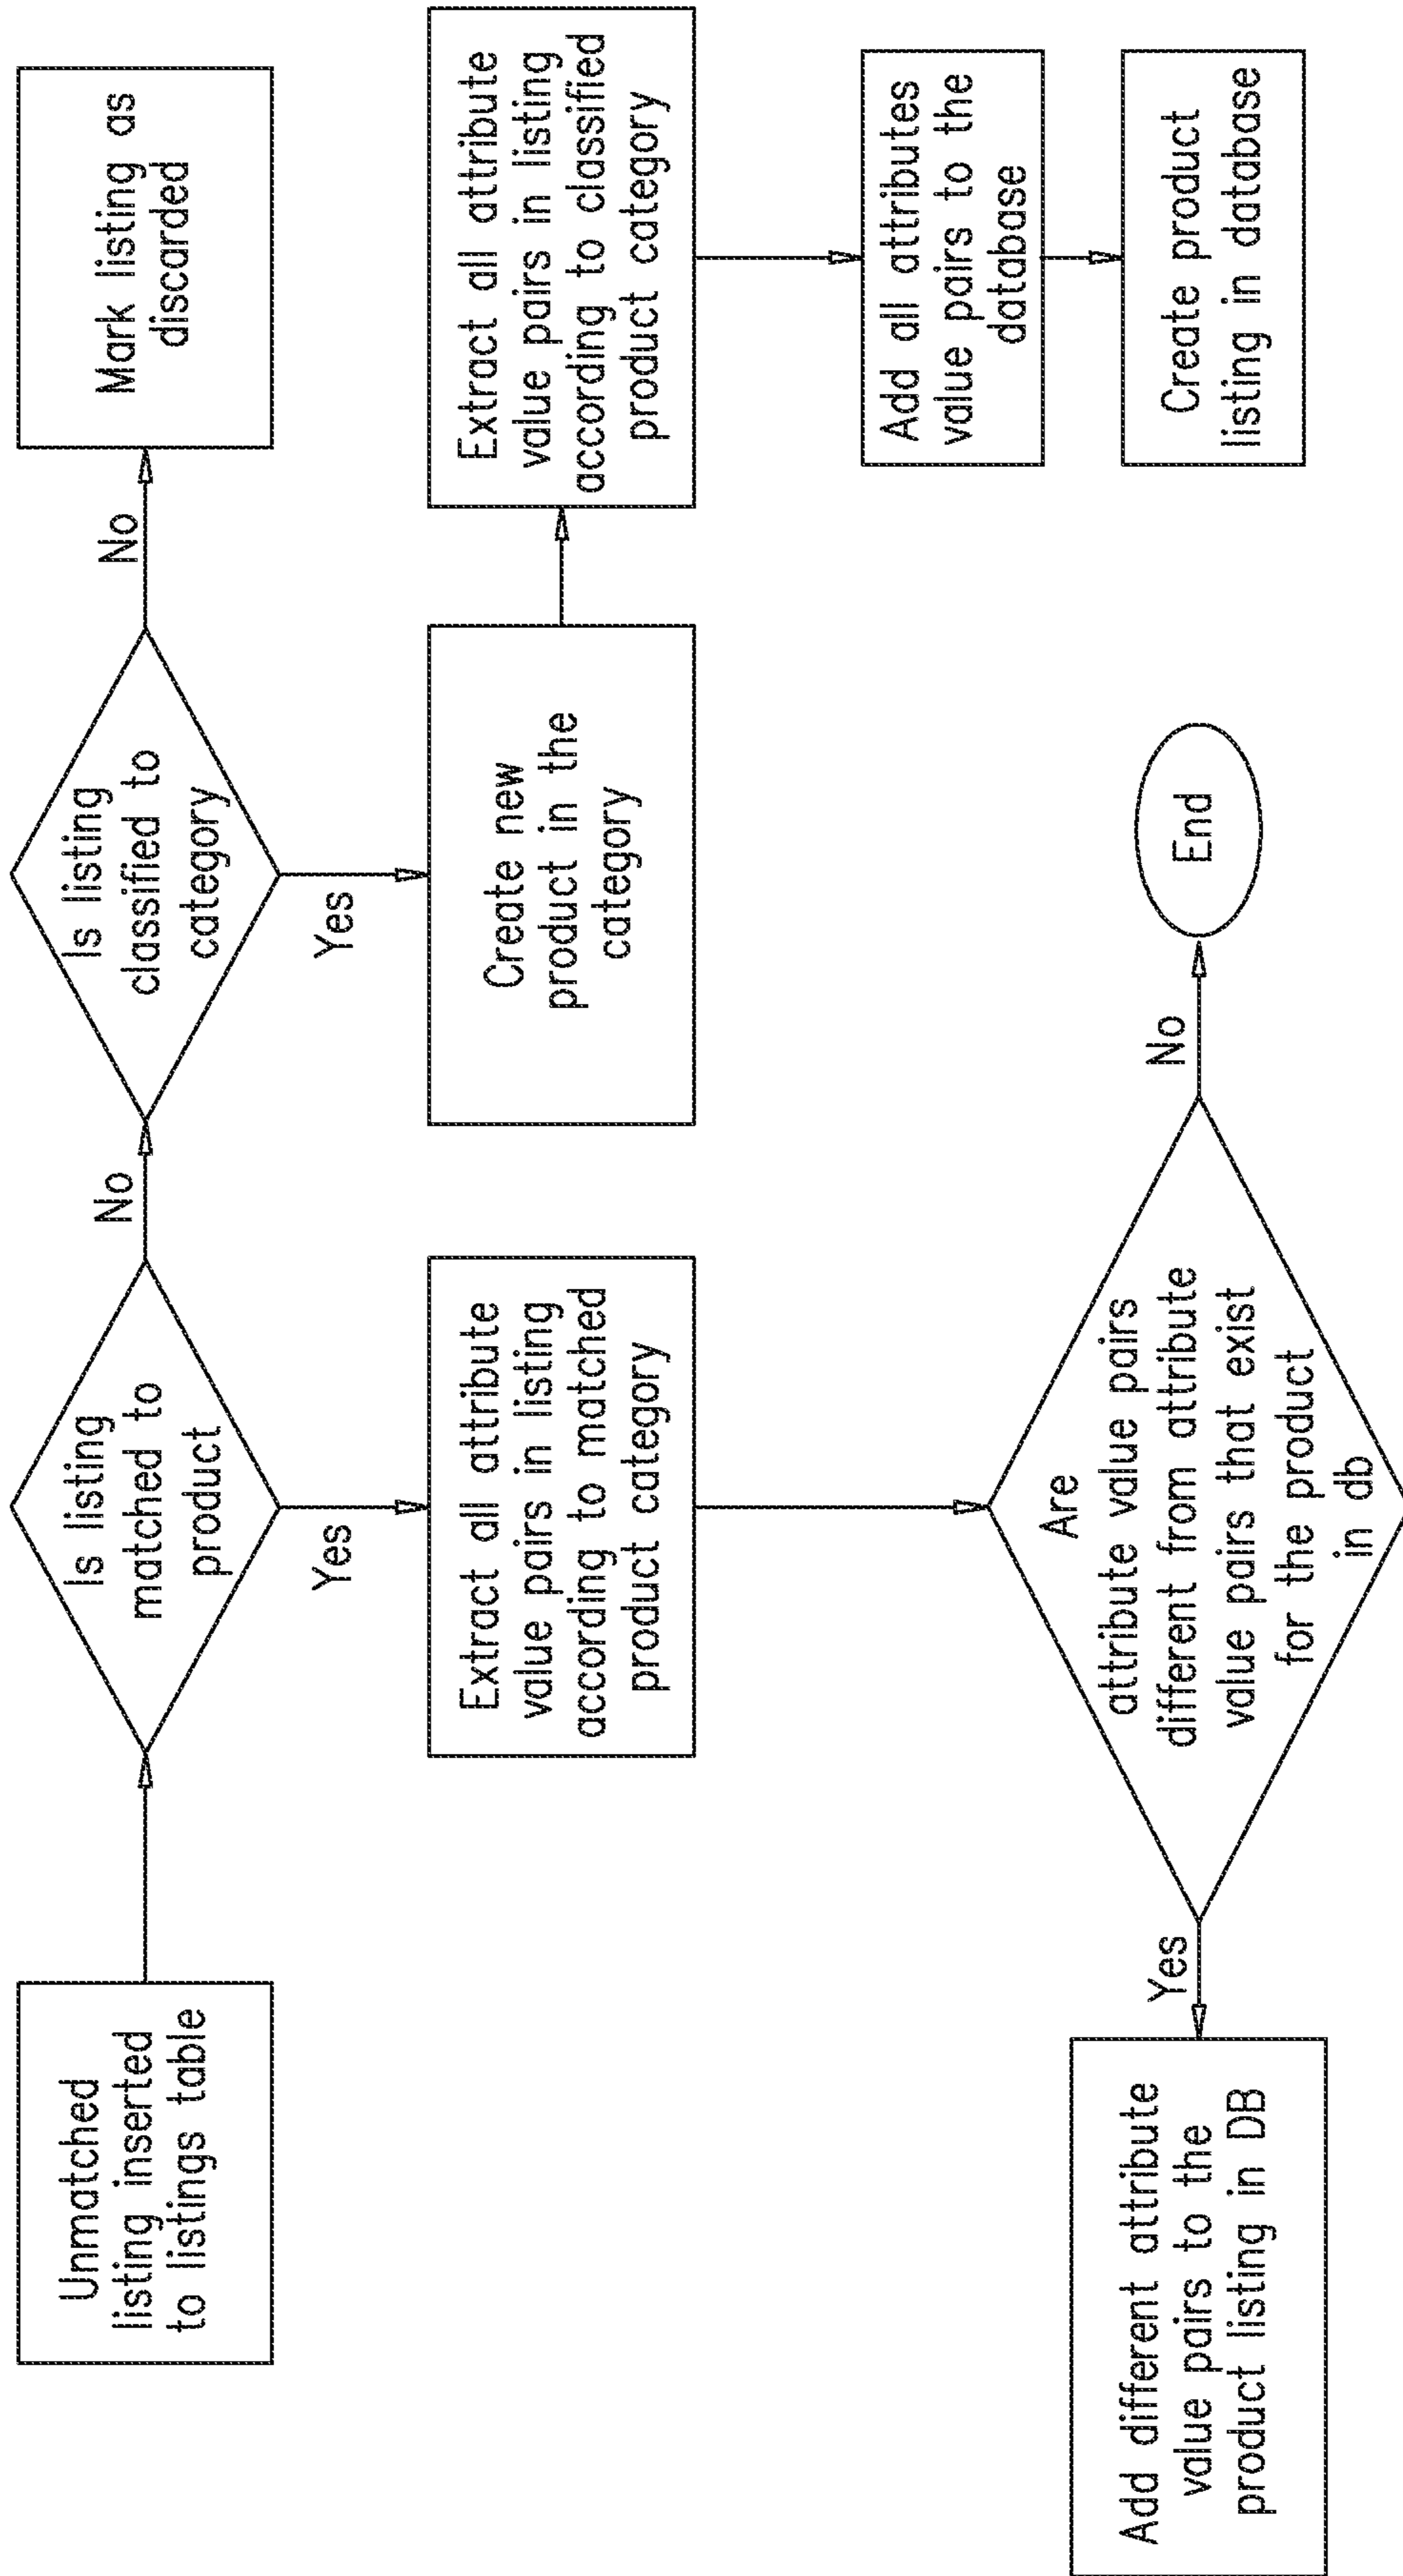 Unmatched
listing inserted
to listings table
Is listing
matched to
product
No
Is listing
classified to
category
No
Mark listing as
discarded
Yes
Extract all attribute
value pairs in listing
according to matched
product category
Yes
Create new
product in the
category
Extract all attribute
value pairs in listing
according to classified
product category
Add all attributes
value pairs to the
database
Create product
listing in database
Are
attribute value pairs
different from attribute
value pairs that exist
for the product
in db
Yes
Add different attribute
value pairs to the
product listing in DB
No
End